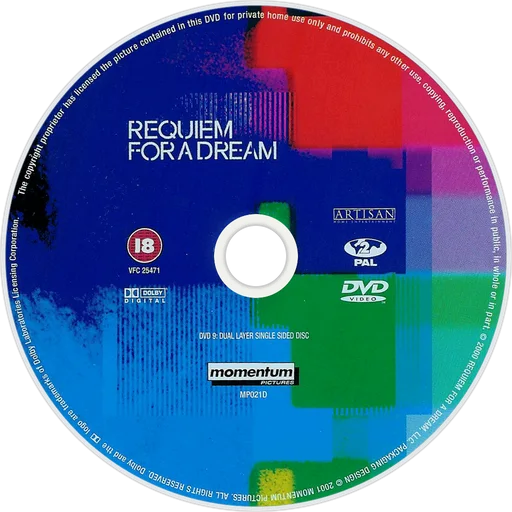 The copyright proprietor has licensed the picture contained in this DVD for private home use only and prohibits any other use, copying, reproduction or performance in public, in whole or in part. © 2000 REQUIEM FOR A DREAM, LLC. PACKAGING DESIGN © 2001 MOMENTUM PICTURES. ALL RIGHTS RESERVED. Dolby and the DD logo are trademarks of Dolby Laboratories Licensing Corporation.
REQUIEM
FOR A DREAM
ARTISAN
HOME ENTERTAINMENT
18
VFC 25471
2
PAL
DOLBY
DIGITAL
DVD
VIDEO
DVD 9: DUAL LAYER SINGLE SIDED DISC
momentum
PICTURES
MP021D